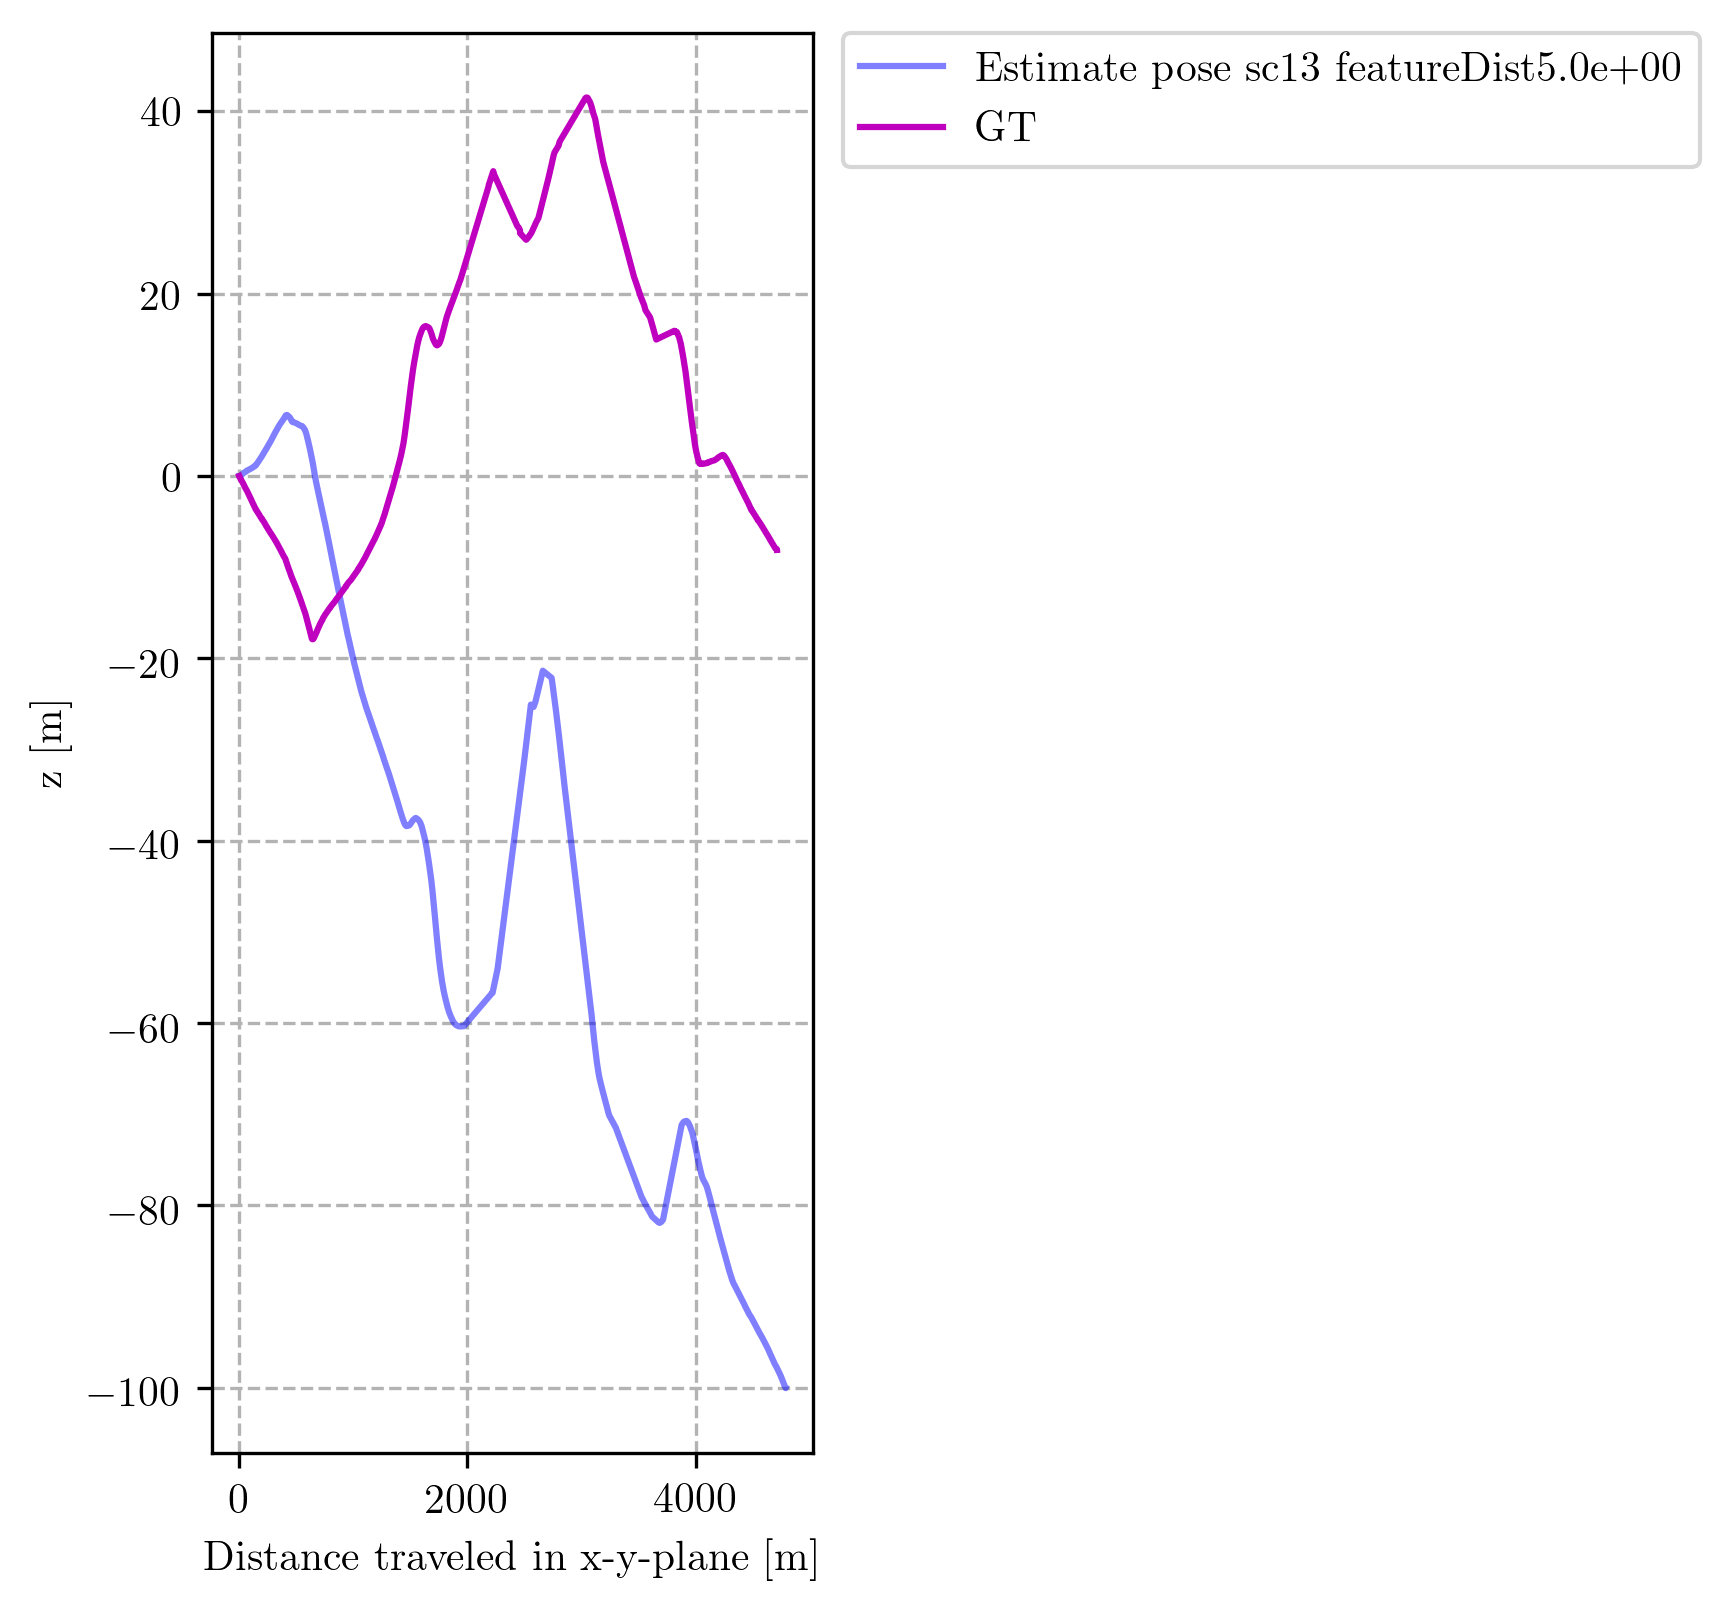 Estimate pose sc13 featureDist5.0e+00
GT
40
20
0
−20
−40
−60
−80
−100
z [m]
0 2000 4000
Distance traveled in x-y-plane [m]